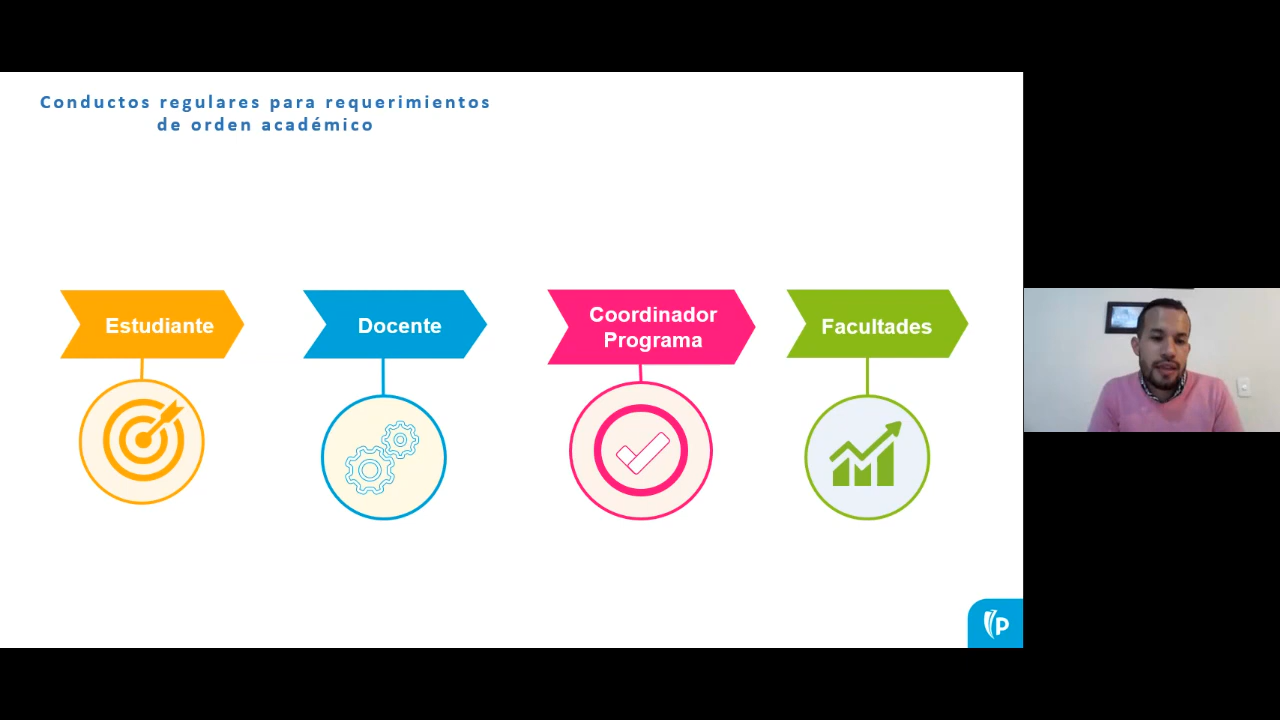 Conductos regulares para requerimientos
de orden académico
Estudiante
Docente
Coordinador
Programa
Facultades
P